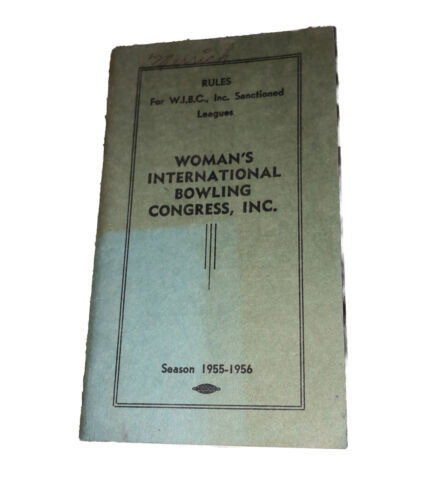 RULES
For W.I.B.C., Inc. Sanctioned
Leagues
WOMAN'S
INTERNATIONAL
BOWLING
CONGRESS, INC.
Season 1955-1956